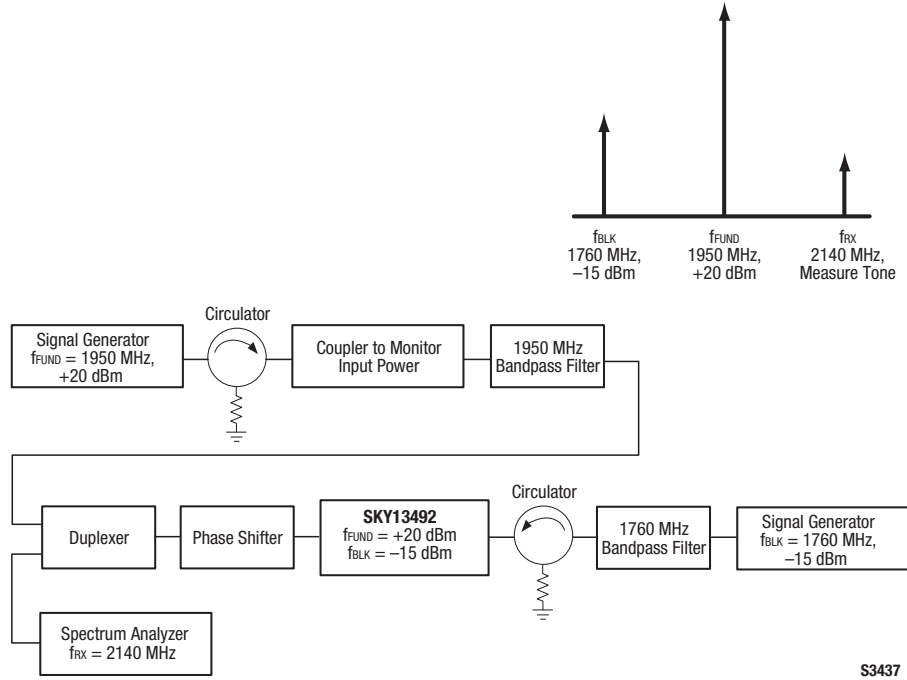 fBLK
1760 MHz,
–15 dBm
fFUND
1950 MHz,
+20 dBm
fRX
2140 MHz,
Measure Tone
Signal Generator
fFUND = 1950 MHz,
+20 dBm
Circulator
Coupler to Monitor
Input Power
1950 MHz
Bandpass Filter
Duplexer
Phase Shifter
SKY13492
fFUND = +20 dBm
fBLK = –15 dBm
Circulator
1760 MHz
Bandpass Filter
Signal Generator
fBLK = 1760 MHz,
–15 dBm
Spectrum Analyzer
fRX = 2140 MHz
S3437